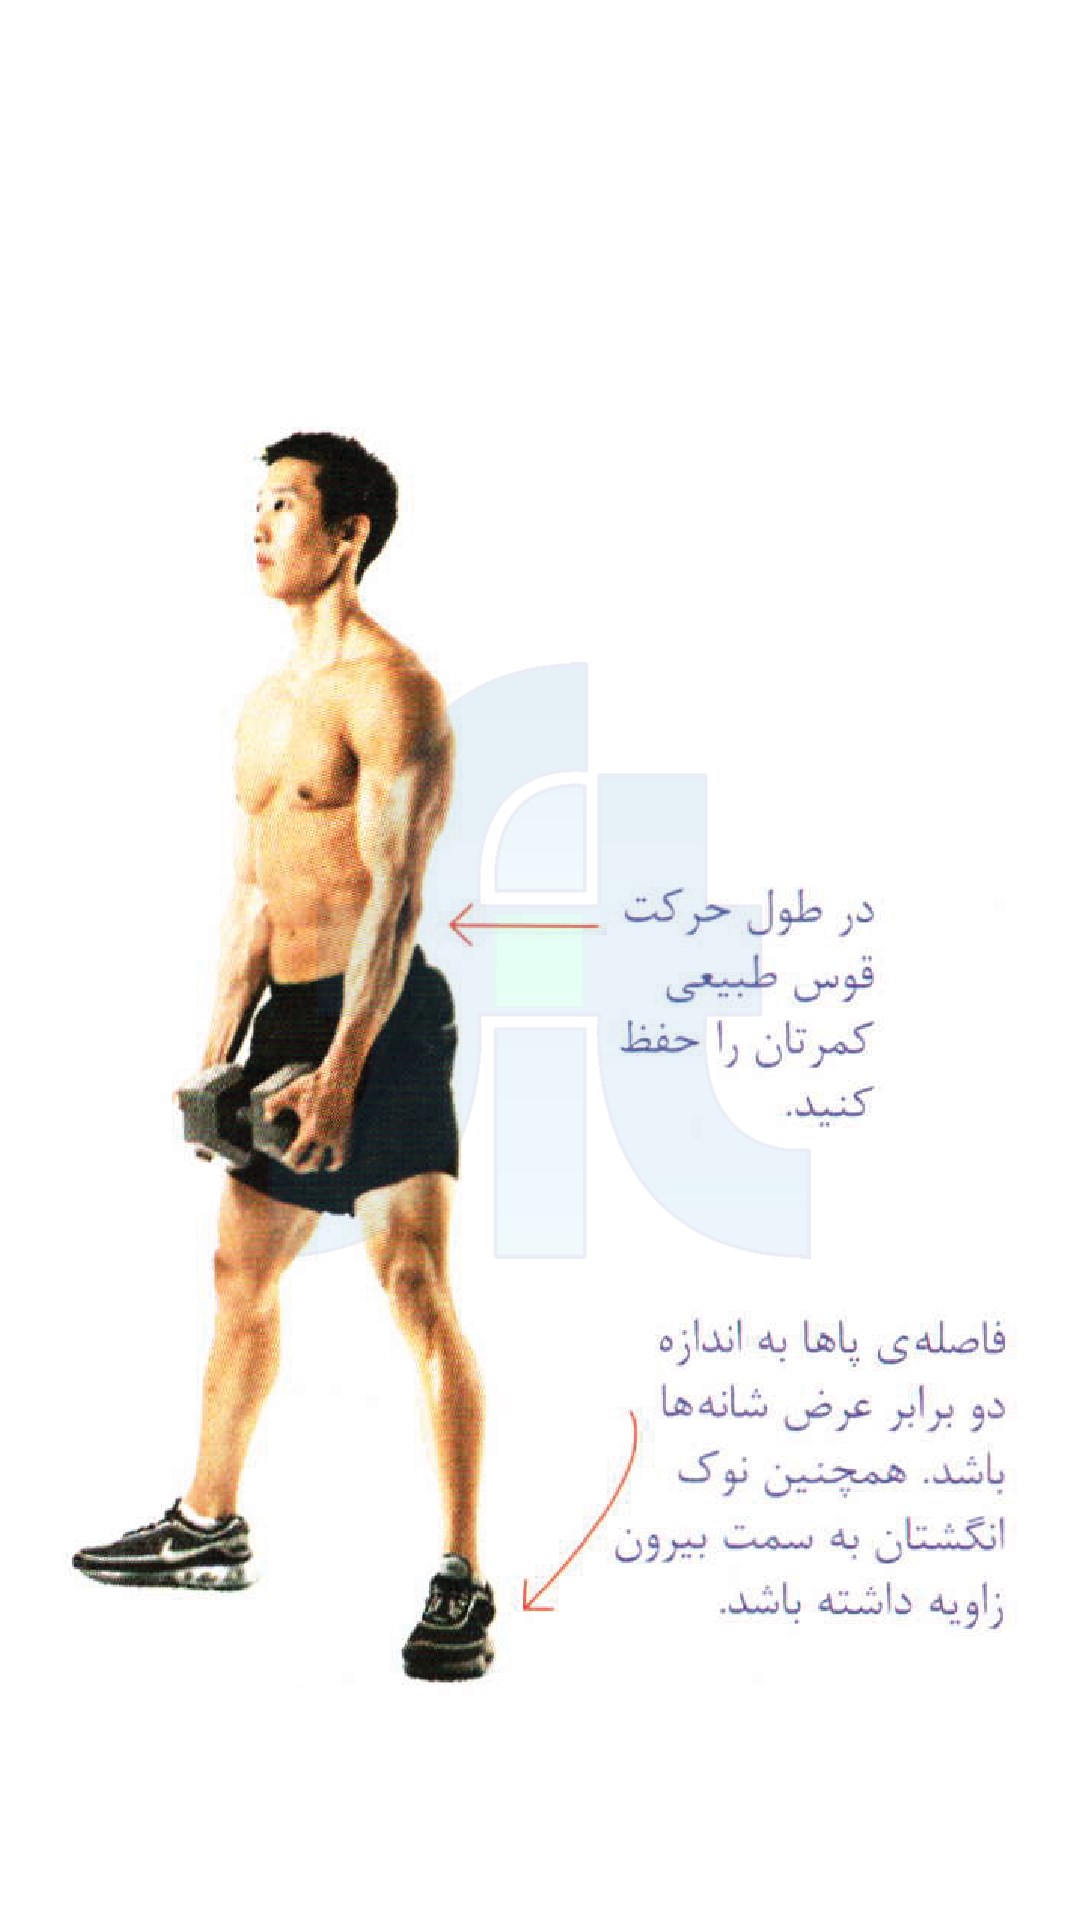 در طول حرکت
قوس طبیعی
کمرتان را حفظ
کنید.
فاصله‌ی پاها به اندازه
دو برابر عرض شانه‌ها
باشد. همچنین نوک
انگشتان به سمت بیرون
زاویه داشته باشد.
fit